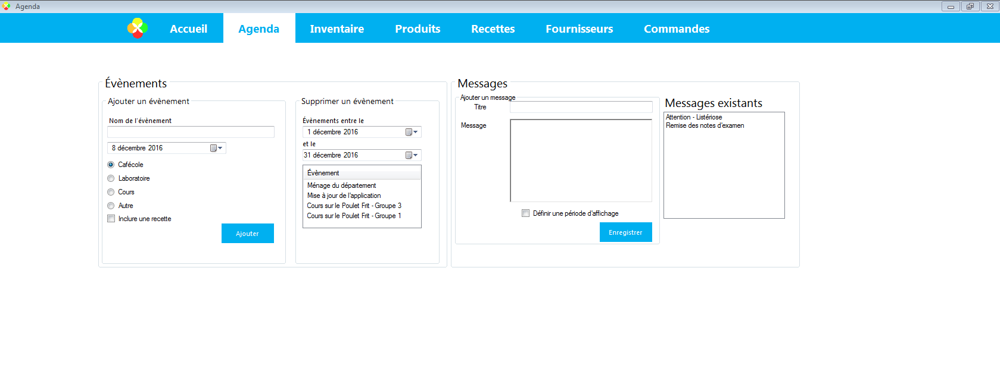 Agenda
Accueil Agenda Inventaire Produits Recettes Fournisseurs Commandes
Évènements
Ajouter un évènement
Nom de l'évènement
8 décembre 2016
Cafécole
Laboratoire
Cours
Autre
Inclure une recette
Ajouter
Supprimer un évènement
Évènements entre le
1 décembre 2016
et le
31 décembre 2016
Évènement
Ménage du département
Mise à jour de l'application
Cours sur le Poulet Frit - Groupe 3
Cours sur le Poulet Frit - Groupe 1
Messages
Ajouter un message
Titre
Message
Définir une période d'affichage
Enregistrer
Messages existants
Attention - Listériose
Remise des notes d'examen